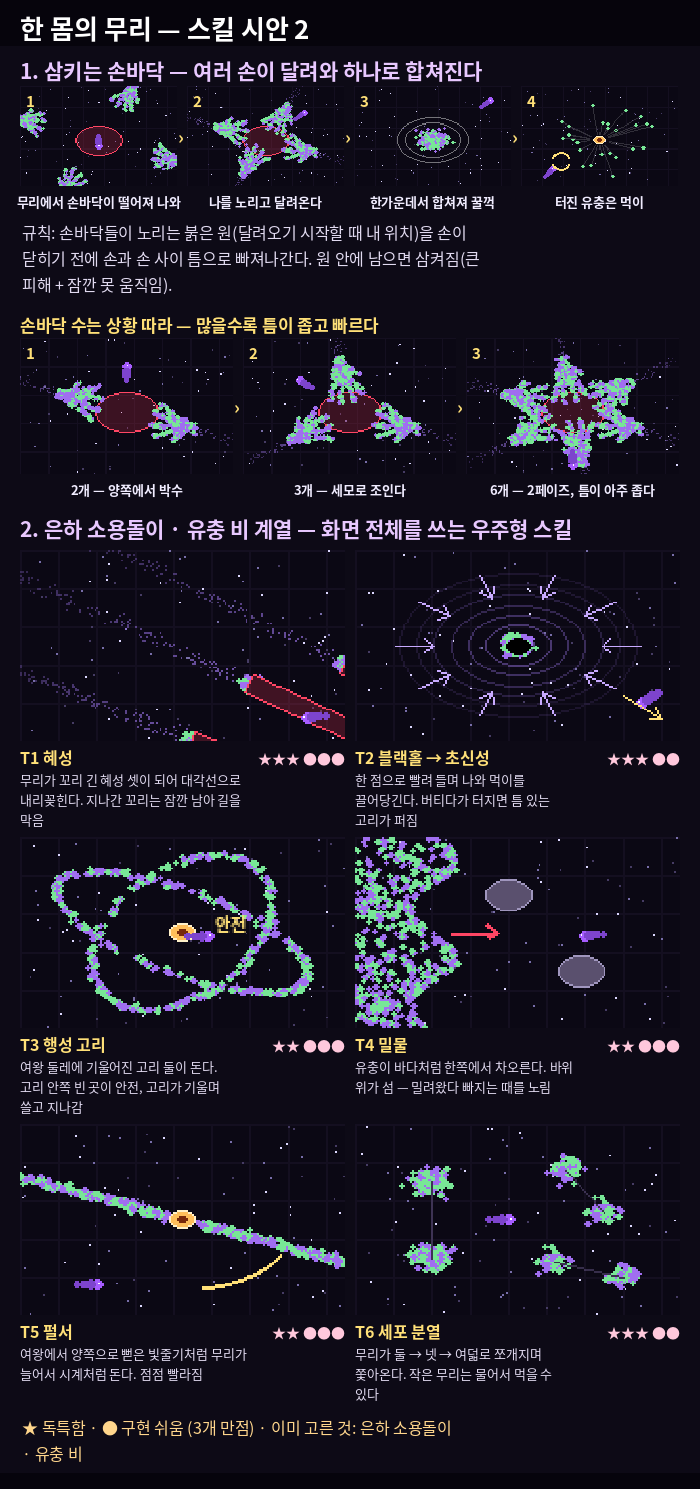 한 몸의 무리 — 스킬 시안 2
1. 삼키는 손바닥 — 여러 손이 달려와 하나로 합쳐진다
1
2
3
4
›
›
›
무리에서 손바닥이 떨어져 나와
나를 노리고 달려온다
한가운데서 합쳐져 꿀꺽
터진 유충은 먹이
규칙: 손바닥들이 노리는 붉은 원(달려오기 시작할 때 내 위치)을 손이
닫히기 전에 손과 손 사이 틈으로 빠져나간다. 원 안에 남으면 삼켜짐(큰
피해 + 잠깐 못 움직임).
손바닥 수는 상황 따라 — 많을수록 틈이 좁고 빠르다
1
2
3
›
›
2개 — 양쪽에서 박수
3개 — 세모로 조인다
6개 — 2페이즈, 틈이 아주 좁다
2. 은하 소용돌이 · 유충 비 계열 — 화면 전체를 쓰는 우주형 스킬
T1 혜성 ★★★ ●●●
무리가 꼬리 긴 혜성 셋이 되어 대각선으로
내리꽂힌다. 지나간 꼬리는 잠깐 남아 길을
막음
T2 블랙홀 → 초신성 ★★★ ●●
한 점으로 빨려 들며 나와 먹이를
끌어당긴다. 버티다가 터지면 틈 있는
고리가 퍼짐
안전
T3 행성 고리 ★★ ●●●
여왕 둘레에 기울어진 고리 둘이 돈다.
고리 안쪽 빈 곳이 안전, 고리가 기울며
쓸고 지나감
T4 밀물 ★★ ●●●
유충이 바다처럼 한쪽에서 차오른다. 바위
위가 섬 — 밀려왔다 빠지는 때를 노림
T5 펄서 ★★ ●●●
여왕에서 양쪽으로 뻗은 빛줄기처럼 무리가
늘어서 시계처럼 돈다. 점점 빨라짐
T6 세포 분열 ★★★ ●●
무리가 둘 → 넷 → 여덟로 쪼개지며
쫓아온다. 작은 무리는 물어서 먹을 수
있다
★ 독특함 · ● 구현 쉬움 (3개 만점) · 이미 고른 것: 은하 소용돌이
· 유충 비